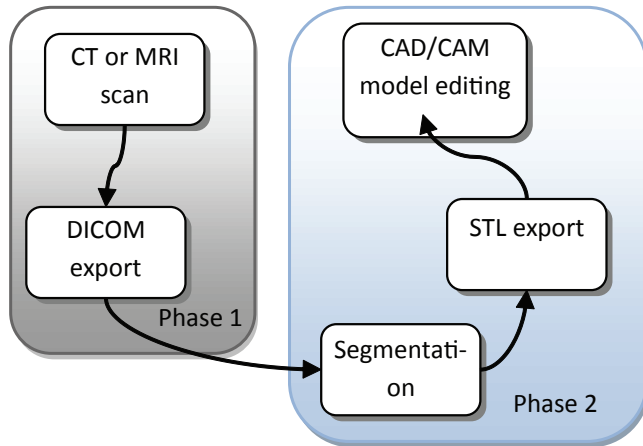 CT or MRI
scan
DICOM
export
Phase 1
CAD/CAM
model editing
STL export
Segmentati-
on
Phase 2